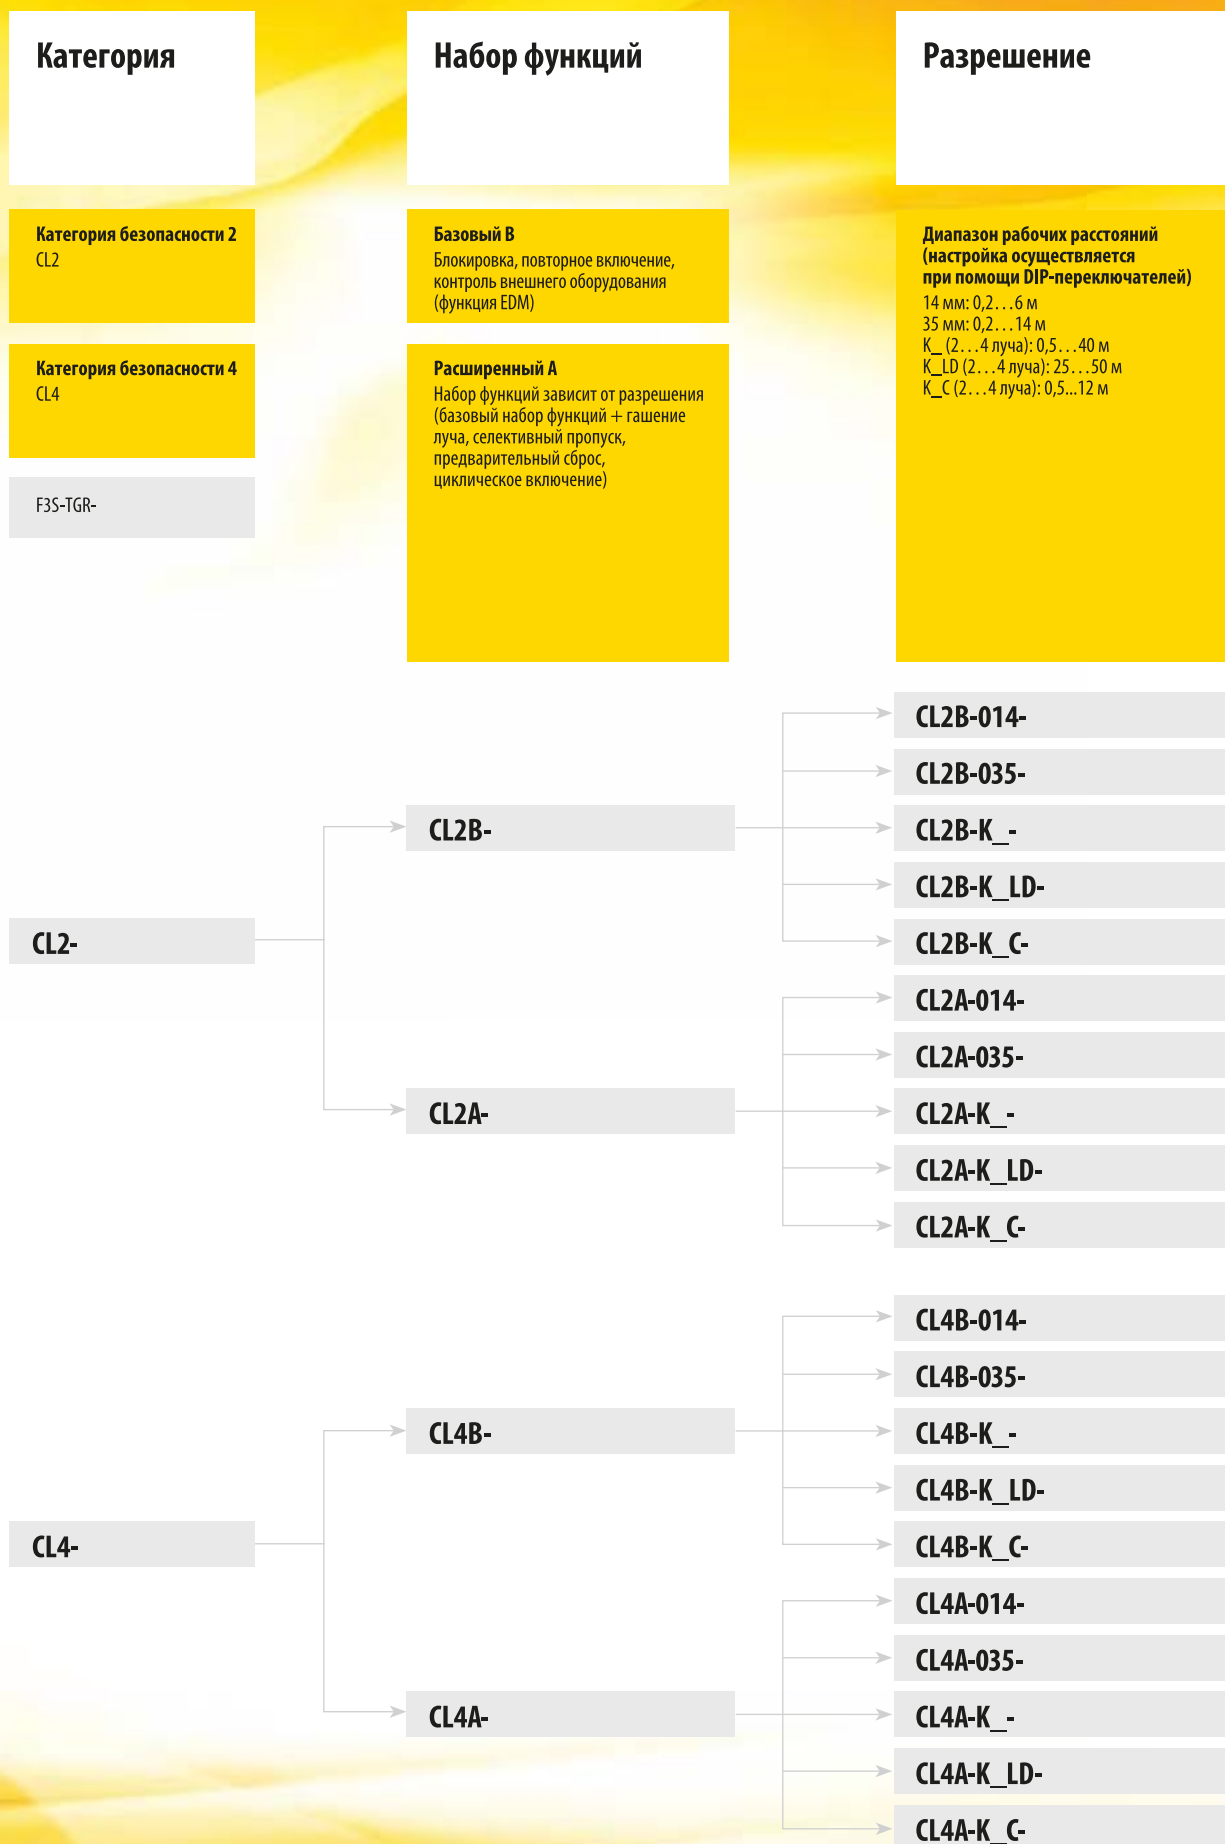 Категория
Набор функций
Разрешение
Категория безопасности 2
CL2
Категория безопасности 4
CL4
F3S-TGR-
Базовый B
Блокировка, повторное включение,
контроль внешнего оборудования
(функция EDM)
Расширенный A
Набор функций зависит от разрешения
(базовый набор функций + гашение
луча, селективный пропуск,
предварительный сброс,
циклическое включение)
Диапазон рабочих расстояний
(настройка осуществляется
при помощи DIP-переключателей)
14 мм: 0,2...6 м
35 мм: 0,2...14 м
K_ (2...4 луча): 0,5...40 м
K_LD (2...4 луча): 25...50 м
K_C (2...4 луча): 0,5...12 м
CL2-
CL2B-
CL2B-014-
CL2B-035-
CL2B-K_-
CL2B-K_LD-
CL2B-K_C-
CL2A-
CL2A-014-
CL2A-035-
CL2A-K_-
CL2A-K_LD-
CL2A-K_C-
CL4-
CL4B-
CL4B-014-
CL4B-035-
CL4B-K_-
CL4B-K_LD-
CL4B-K_C-
CL4A-
CL4A-014-
CL4A-035-
CL4A-K_-
CL4A-K_LD-
CL4A-K_C-